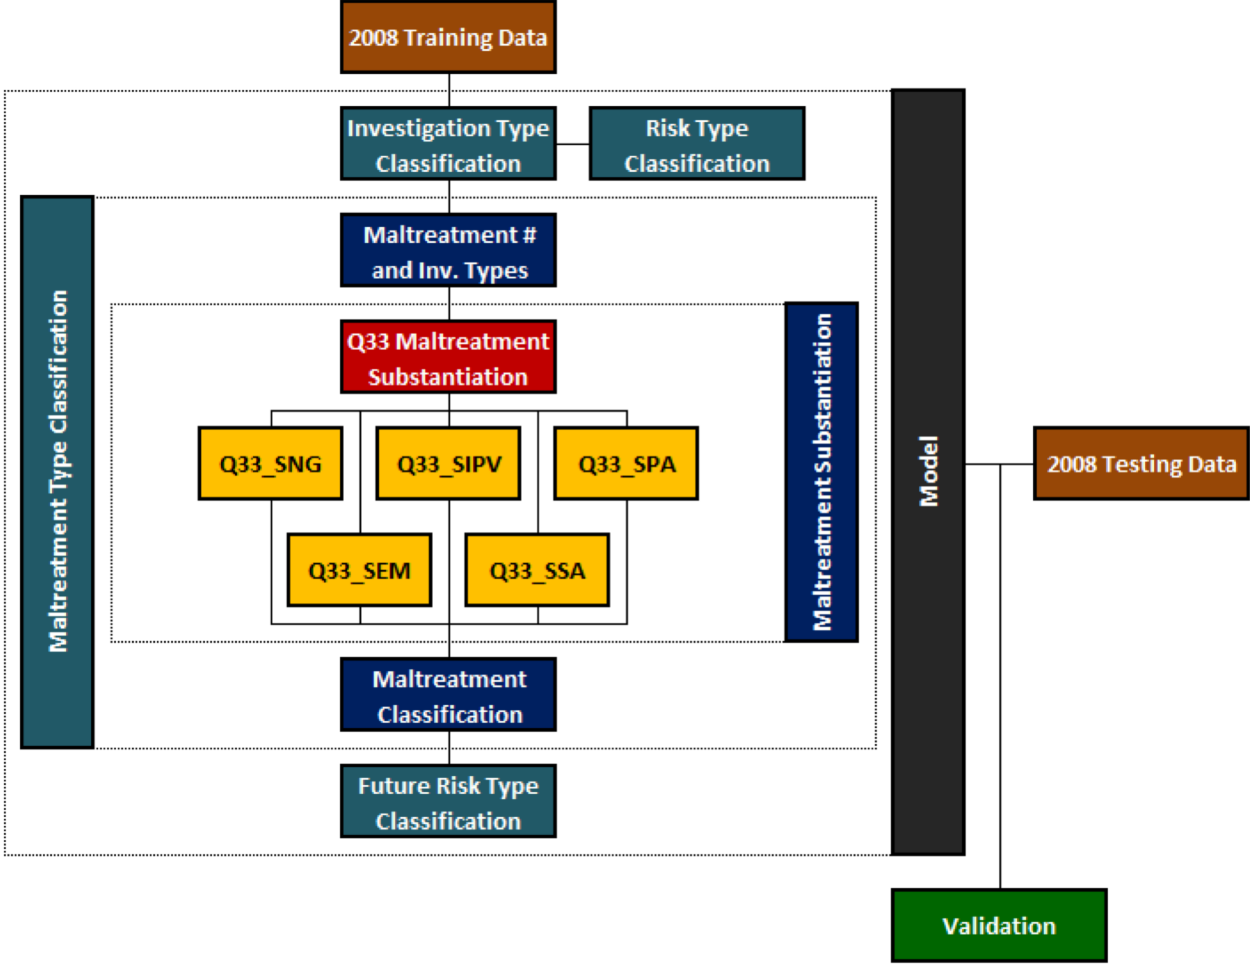 2008 Training Data
Investigation Type
Classification
Risk Type
Classification
Maltreatment #
and Inv. Types
Maltreatment Type Classification
Q33 Maltreatment
Substantiation
Maltreatment Substantiation
Q33_SNG
Q33_SIPV
Q33_SPA
Q33_SEM
Q33_SSA
Model
2008 Testing Data
Maltreatment
Classification
Future Risk Type
Classification
Validation